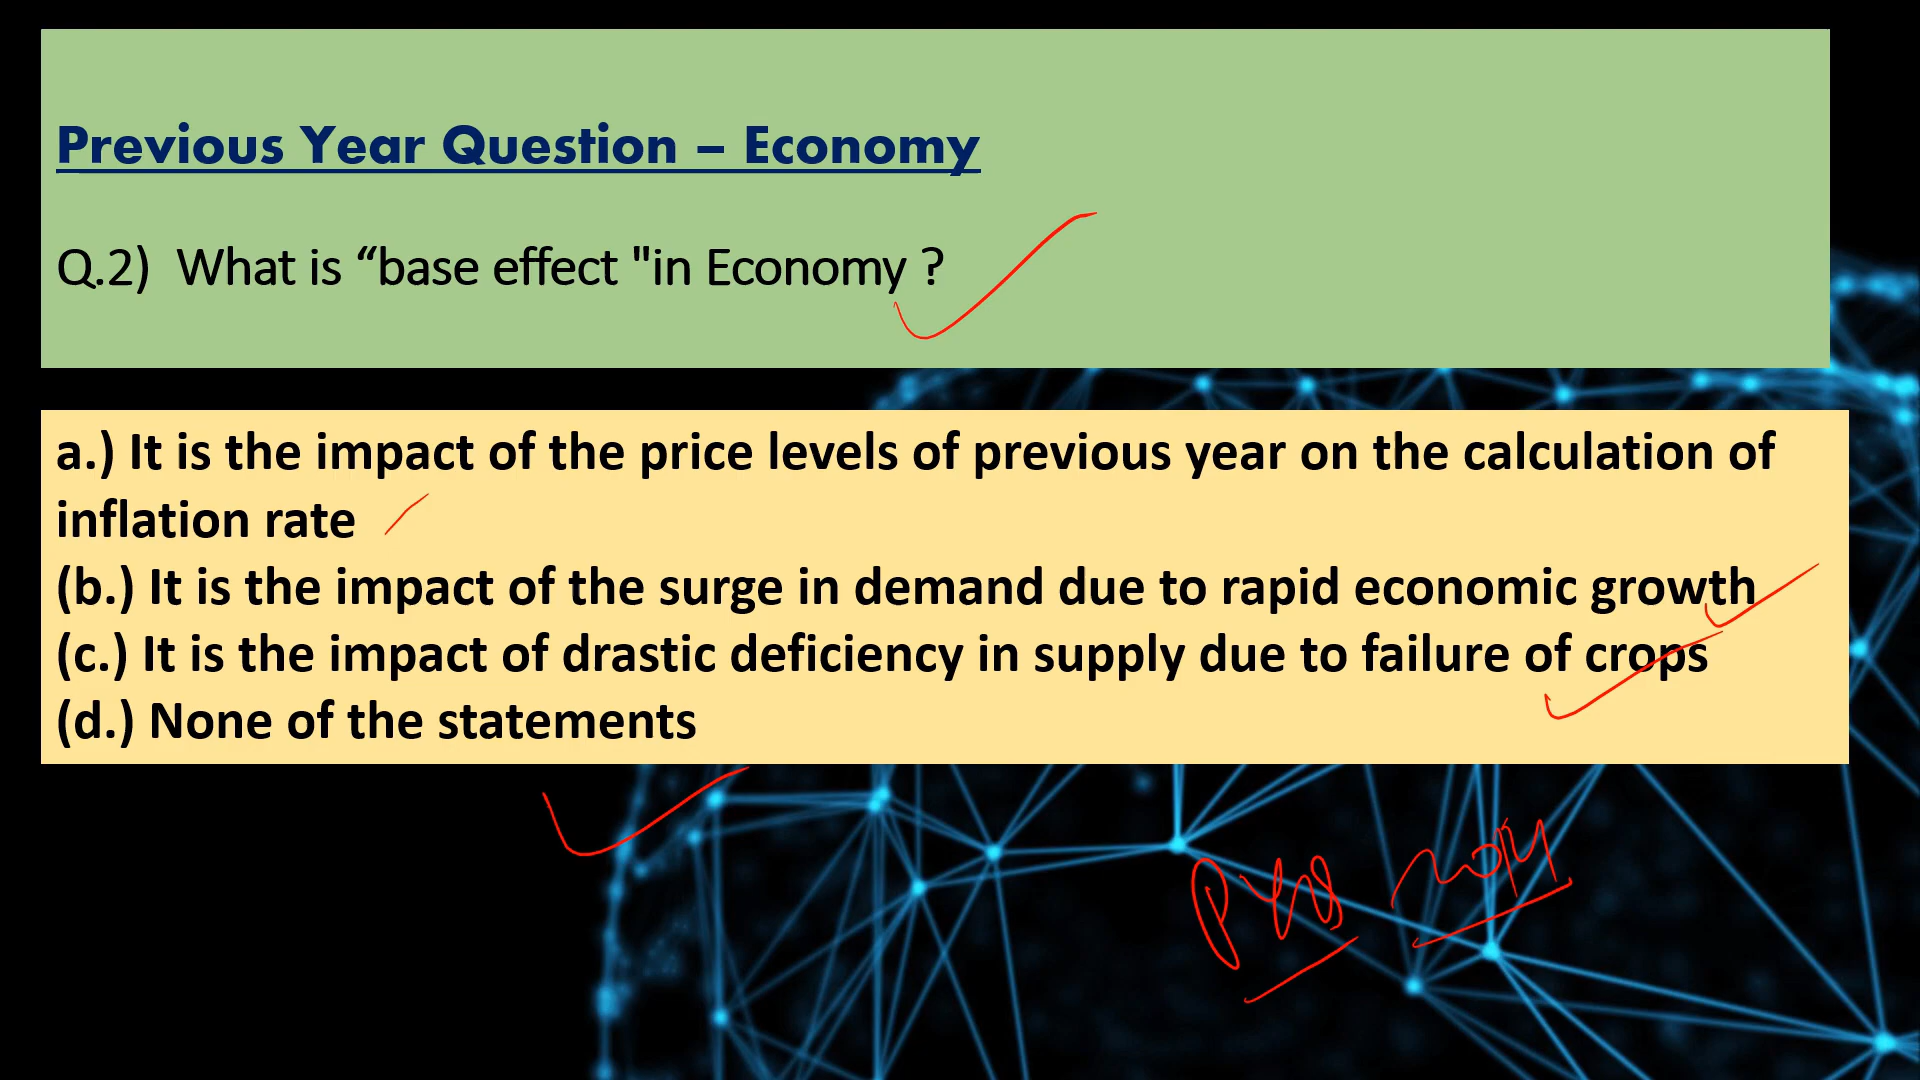 Previous Year Question – Economy
Q.2) What is “base effect "in Economy ?
a.) It is the impact of the price levels of previous year on the calculation of
inflation rate
(b.) It is the impact of the surge in demand due to rapid economic growth
(c.) It is the impact of drastic deficiency in supply due to failure of crops
(d.) None of the statements